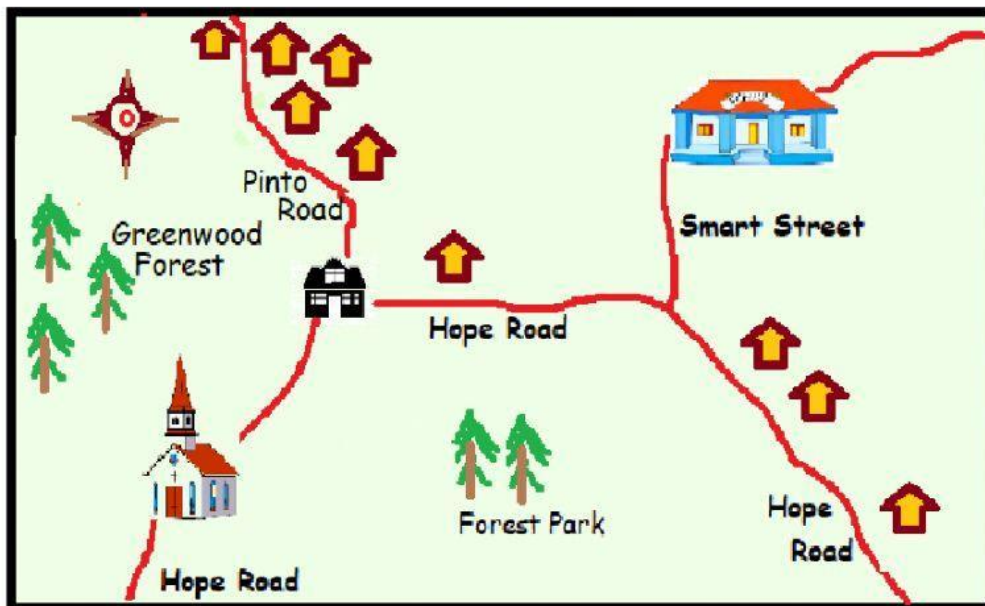 Pinto
Road
Smart Street
Greenwood
Forest
Hope Road
Forest Park
Hope
Road
Hope Road